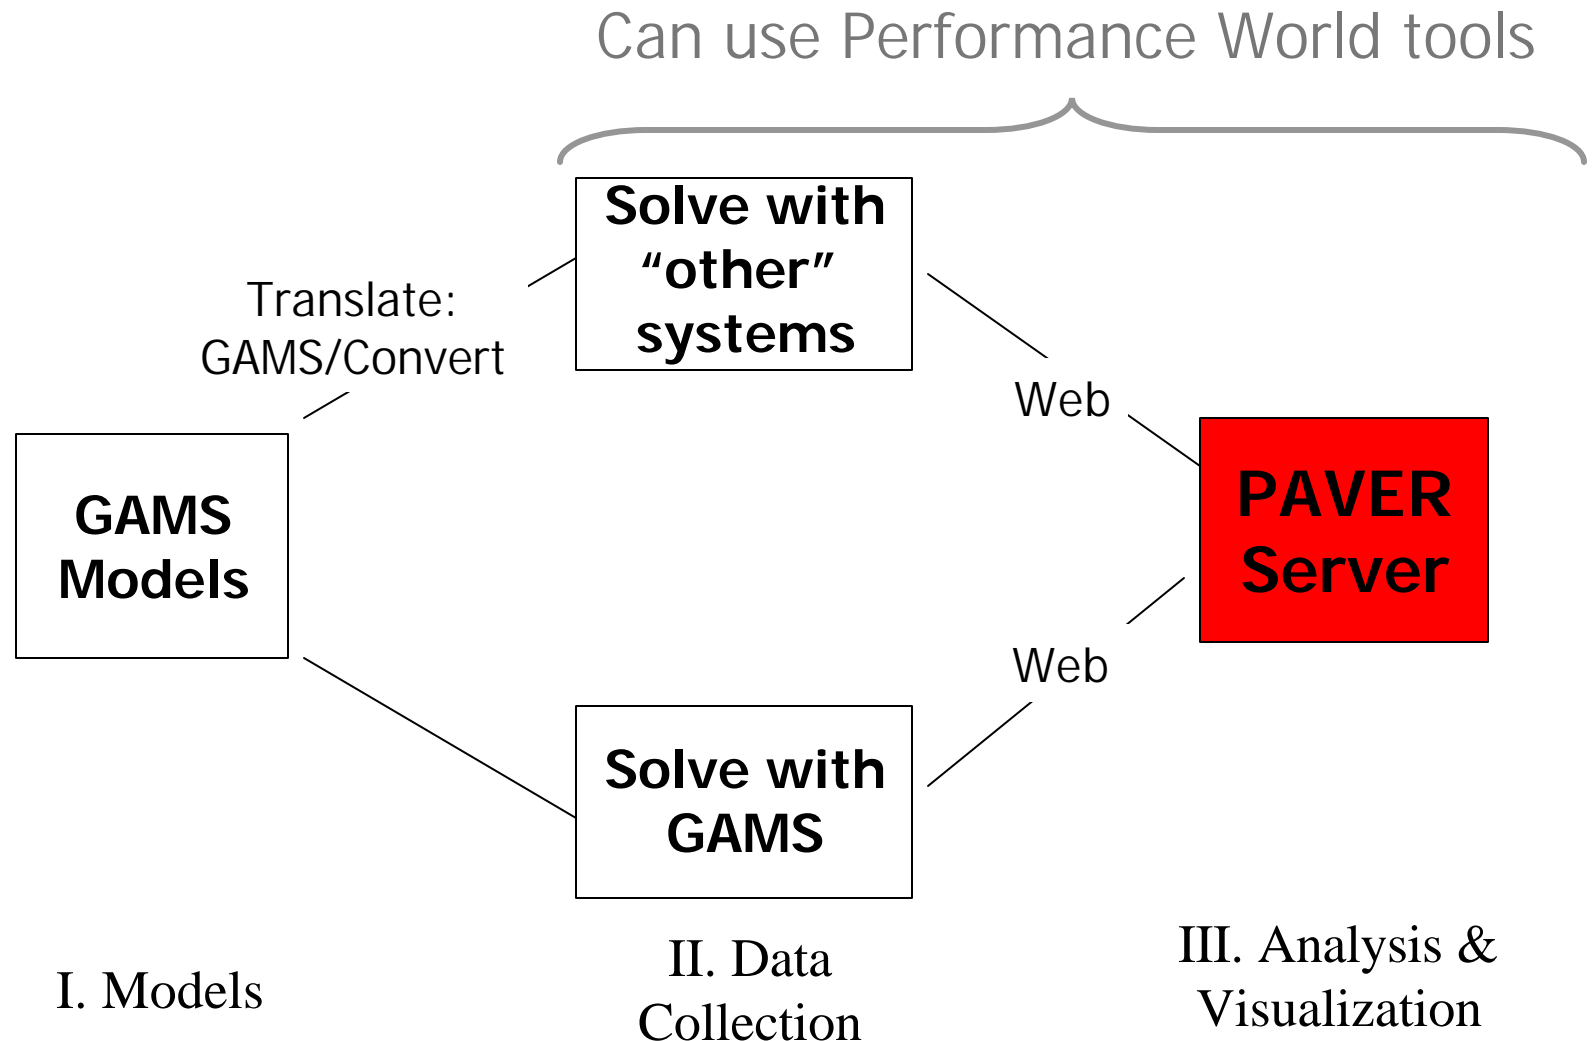 Can use Performance World tools
Solve with
“other”
systems
Translate:
GAMS/Convert
Web
GAMS
Models
PAVER
Server
Web
Solve with
GAMS
I. Models
II. Data
Collection
III. Analysis &
Visualization